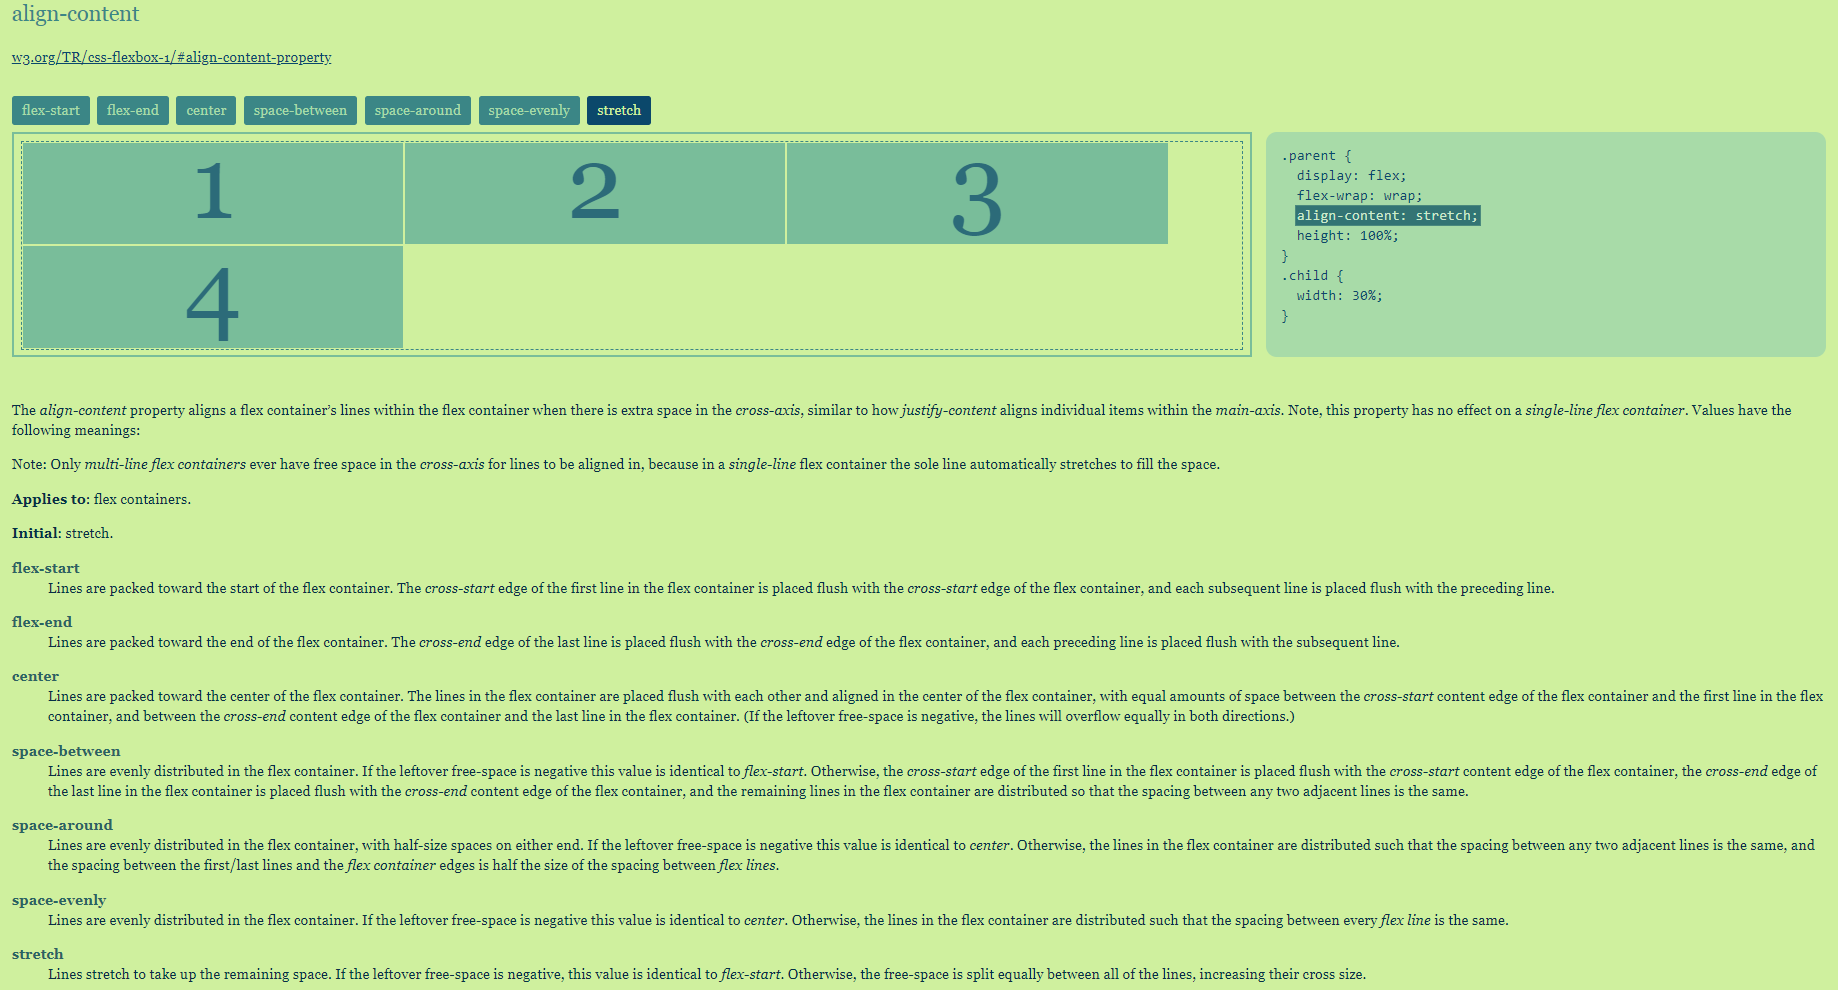 align-content
w3.org/TR/css-flexbox-1/#align-content-property
flex-start flex-end center space-between space-around space-evenly stretch
1 2 3
4
.parent {
display: flex;
flex-wrap: wrap;
align-content: stretch;
height: 100%;
}
.child {
width: 30%;
}
The align-content property aligns a flex container’s lines within the flex container when there is extra space in the cross-axis, similar to how justify-content aligns individual items within the main-axis. Note, this property has no effect on a single-line flex container. Values have the
following meanings:
Note: Only multi-line flex containers ever have free space in the cross-axis for lines to be aligned in, because in a single-line flex container the sole line automatically stretches to fill the space.
Applies to: flex containers.
Initial: stretch.
flex-start
Lines are packed toward the start of the flex container. The cross-start edge of the first line in the flex container is placed flush with the cross-start edge of the flex container, and each subsequent line is placed flush with the preceding line.
flex-end
Lines are packed toward the end of the flex container. The cross-end edge of the last line is placed flush with the cross-end edge of the flex container, and each preceding line is placed flush with the subsequent line.
center
Lines are packed toward the center of the flex container. The lines in the flex container are placed flush with each other and aligned in the center of the flex container, with equal amounts of space between the cross-start content edge of the flex container and the first line in the flex
container, and between the cross-end content edge of the flex container and the last line in the flex container. (If the leftover free-space is negative, the lines will overflow equally in both directions.)
space-between
Lines are evenly distributed in the flex container. If the leftover free-space is negative this value is identical to flex-start. Otherwise, the cross-start edge of the first line in the flex container is placed flush with the cross-start content edge of the flex container, the cross-end edge of
the last line in the flex container is placed flush with the cross-end content edge of the flex container, and the remaining lines in the flex container are distributed so that the spacing between any two adjacent lines is the same.
space-around
Lines are evenly distributed in the flex container, with half-size spaces on either end. If the leftover free-space is negative this value is identical to center. Otherwise, the lines in the flex container are distributed such that the spacing between any two adjacent lines is the same, and
the spacing between the first/last lines and the flex container edges is half the size of the spacing between flex lines.
space-evenly
Lines are evenly distributed in the flex container. If the leftover free-space is negative this value is identical to center. Otherwise, the lines in the flex container are distributed such that the spacing between every flex line is the same.
stretch
Lines stretch to take up the remaining space. If the leftover free-space is negative, this value is identical to flex-start. Otherwise, the free-space is split equally between all of the lines, increasing their cross size.